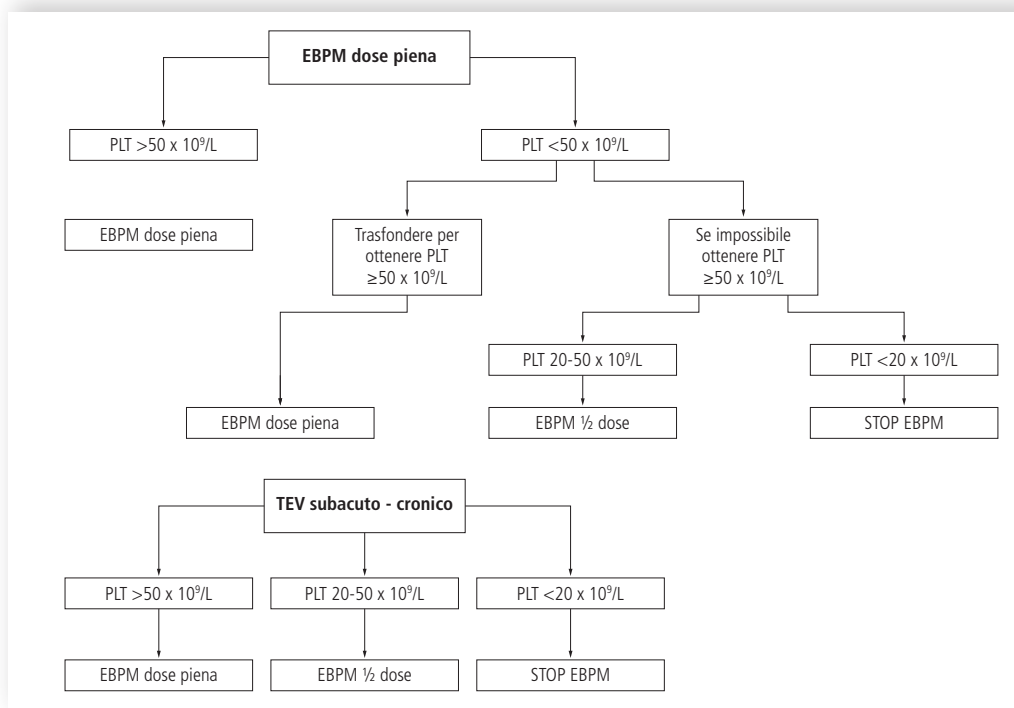 EBPM dose piena
PLT >50 x 10⁹/L
PLT <50 x 10⁹/L
EBPM dose piena
Trasfondere per
ottenere PLT
≥50 x 10⁹/L
Se impossibile
ottenere PLT
≥50 x 10⁹/L
PLT 20-50 x 10⁹/L
PLT <20 x 10⁹/L
EBPM dose piena
EBPM ½ dose
STOP EBPM
TEV subacuto - cronico
PLT >50 x 10⁹/L
PLT 20-50 x 10⁹/L
PLT <20 x 10⁹/L
EBPM dose piena
EBPM ½ dose
STOP EBPM